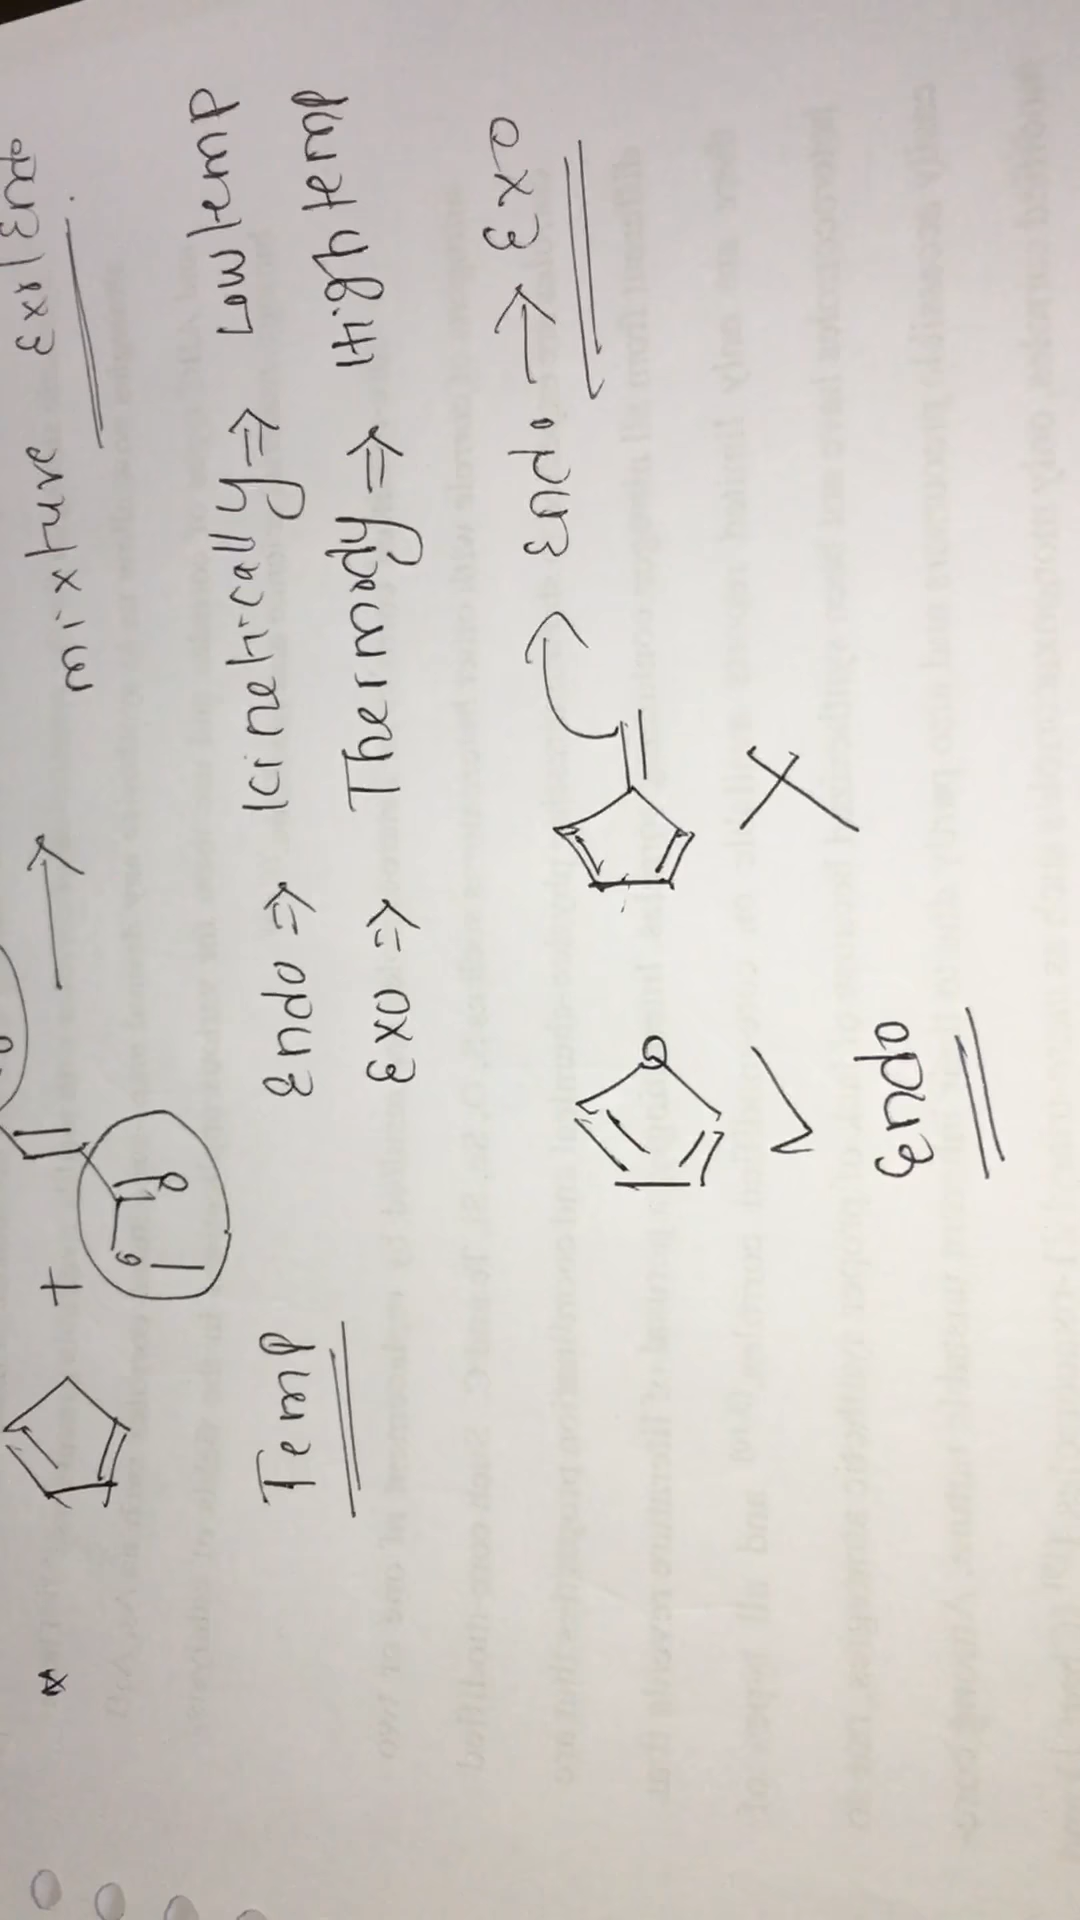 mixture Exo/Endo
Temp Endo ⇒ Kinetically ⇒ Low temp
Exo ⇒ Thermody ⇒ High temp
Endo → Exo
Endo